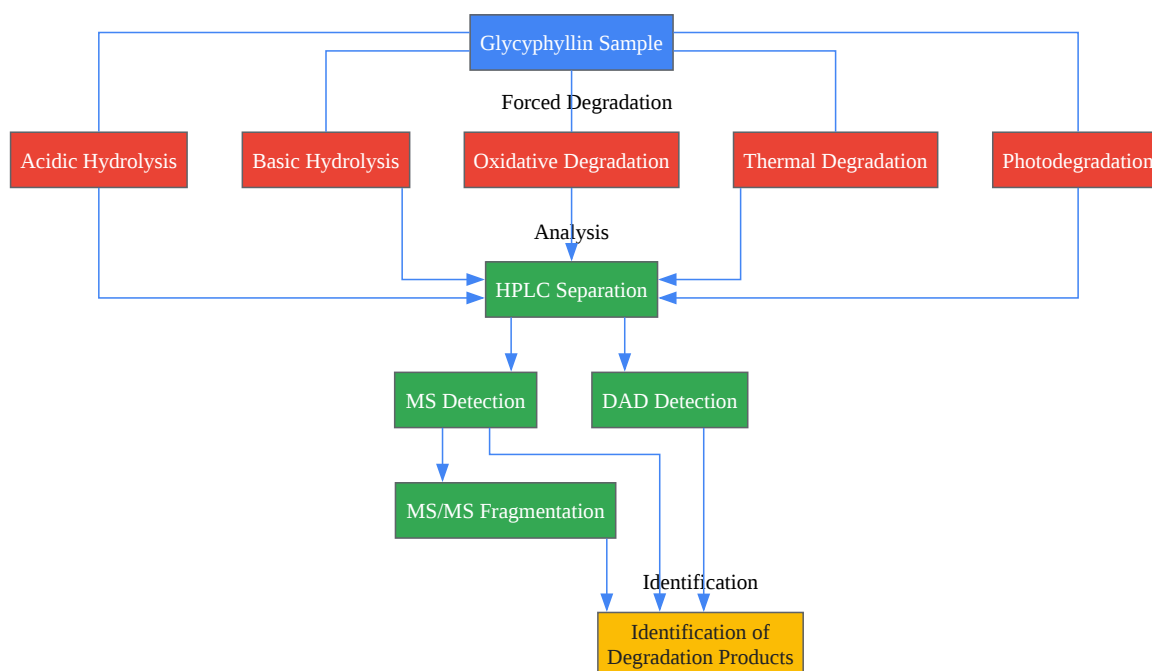 Glycyphyllin Sample
Forced Degradation
Acidic Hydrolysis
Basic Hydrolysis
Oxidative Degradation
Thermal Degradation
Photodegradation
Analysis
HPLC Separation
MS Detection
DAD Detection
MS/MS Fragmentation
Identification
Identification of
Degradation Products